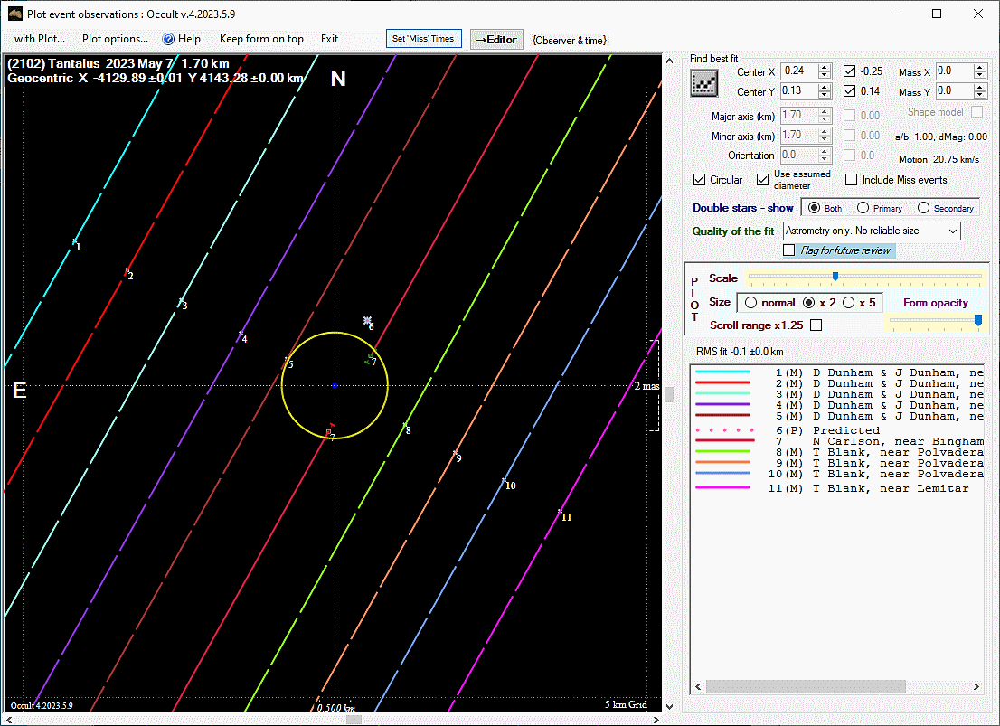 Plot event observations : Occult v.4.2023.5.9
with Plot... Plot options... Help Keep form on top Exit Set 'Miss' Times →Editor {Observer & time}
(2102) Tantalus 2023 May 7 1.70 km
Geocentric X -4129.89 ±0.01 Y 4143.28 ±0.00 km
N
E
1
2
3
4
5
6
7
7
8
9
10
11
2 mas
0.500 km
5 km Grid
Occult 4.2023.5.9
Find best fit
Center X -0.24 -0.25 Mass X 0.0
Center Y 0.13 0.14 Mass Y 0.0
Shape model
Major axis (km) 1.70 0.00
Minor axis (km) 1.70 0.00 a/b: 1.00, dMag: 0.00
Orientation 0.0 0.0 Motion: 20.75 km/s
Circular Use assumed diameter Include Miss events
Double stars - show Both Primary Secondary
Quality of the fit Astrometry only. No reliable size
Flag for future review
PLOT
Scale
Size normal x 2 x 5 Form opacity
Scroll range x1.25
RMS fit -0.1 ±0.0 km
1(M) D Dunham & J Dunham, ne
2(M) D Dunham & J Dunham, ne
3(M) D Dunham & J Dunham, ne
4(M) D Dunham & J Dunham, ne
5(M) D Dunham & J Dunham, ne
6(P) Predicted
7 N Carlson, near Bingham
8(M) T Blank, near Polvadera
9(M) T Blank, near Polvadera
10(M) T Blank, near Polvadera
11(M) T Blank, near Lemitar